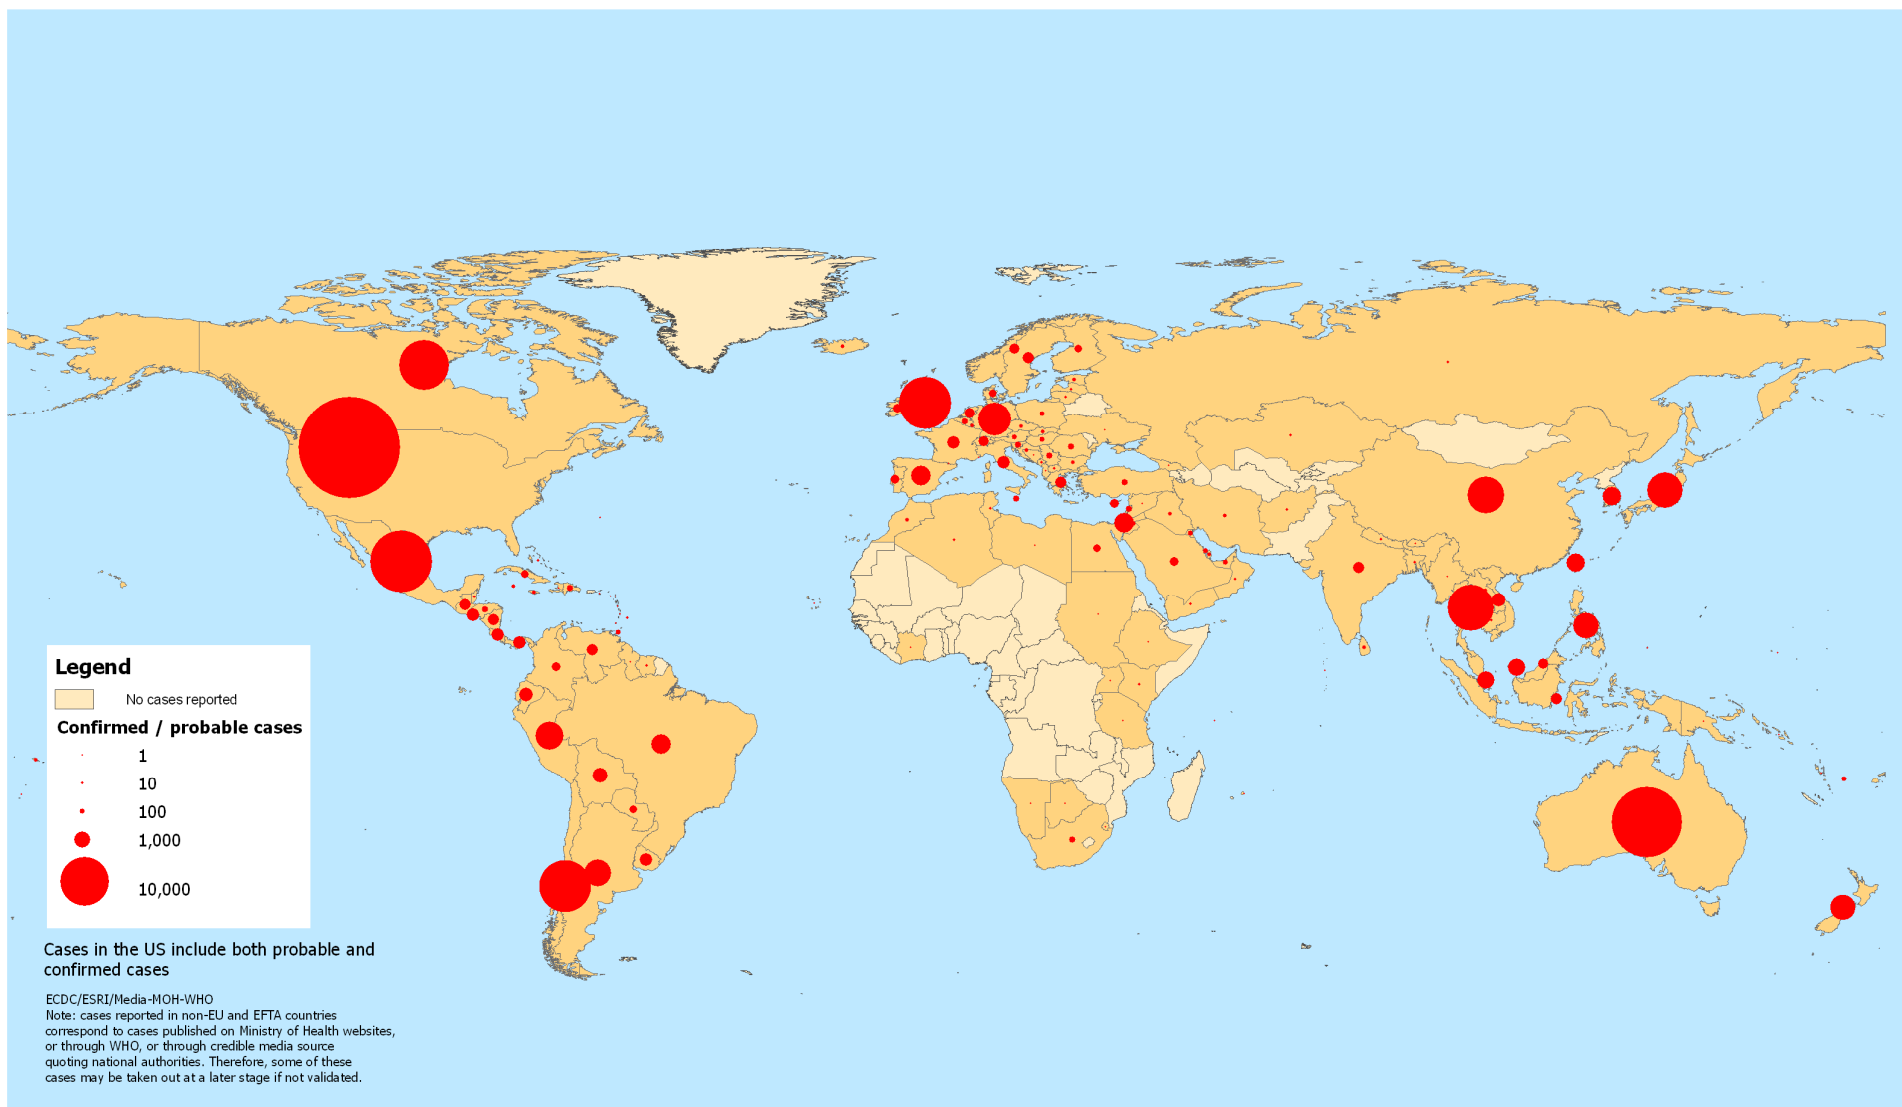 Legend
No cases reported
Confirmed / probable cases
1
10
100
1,000
10,000
Cases in the US include both probable and
confirmed cases
ECDC/ESRI/Media-MOH-WHO
Note: cases reported in non-EU and EFTA countries
correspond to cases published on Ministry of Health websites,
or through WHO, or through credible media source
quoting national authorities. Therefore, some of these
cases may be taken out at a later stage if not validated.